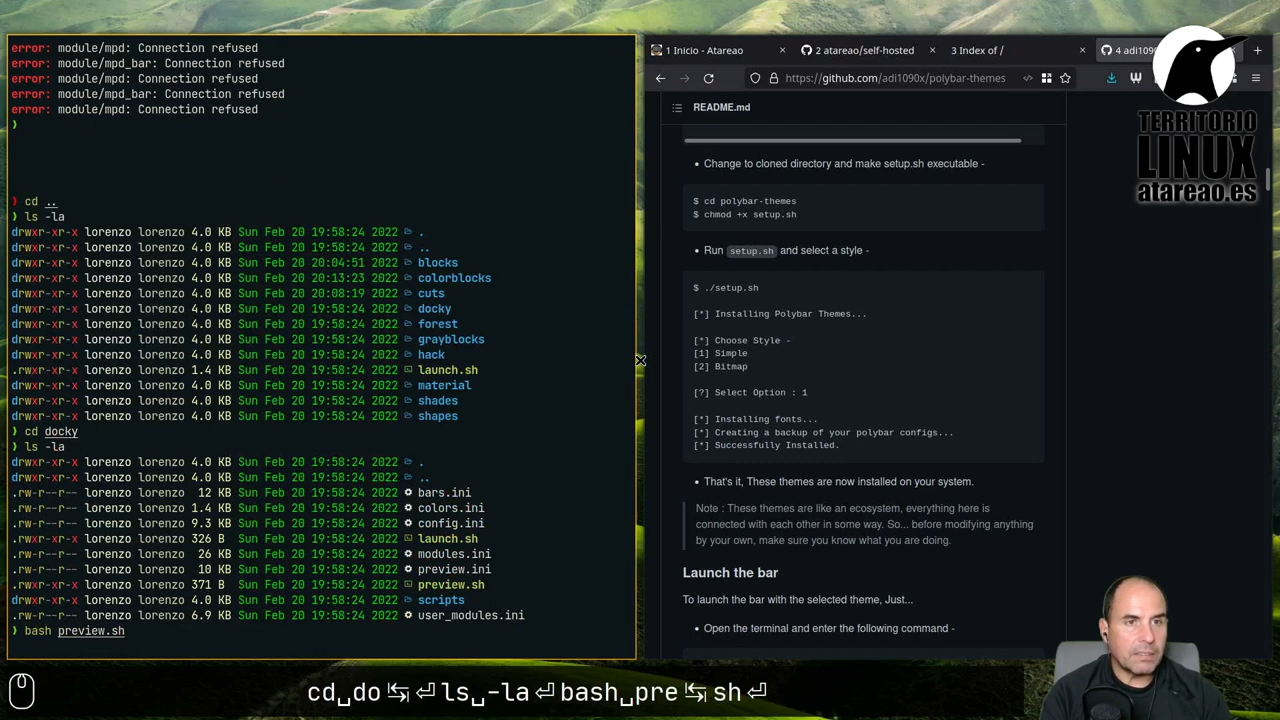 error: module/mpd: Connection refused
error: module/mpd_bar: Connection refused
error: module/mpd: Connection refused
error: module/mpd_bar: Connection refused
error: module/mpd: Connection refused
❯
❯ cd ..
❯ ls -la
drwxr-xr-x lorenzo lorenzo 4.0 KB Sun Feb 20 19:58:24 2022 .
drwxr-xr-x lorenzo lorenzo 4.0 KB Sun Feb 20 19:58:24 2022 ..
drwxr-xr-x lorenzo lorenzo 4.0 KB Sun Feb 20 20:04:51 2022 blocks
drwxr-xr-x lorenzo lorenzo 4.0 KB Sun Feb 20 20:13:23 2022 colorblocks
drwxr-xr-x lorenzo lorenzo 4.0 KB Sun Feb 20 20:08:19 2022 cuts
drwxr-xr-x lorenzo lorenzo 4.0 KB Sun Feb 20 19:58:24 2022 docky
drwxr-xr-x lorenzo lorenzo 4.0 KB Sun Feb 20 19:58:24 2022 forest
drwxr-xr-x lorenzo lorenzo 4.0 KB Sun Feb 20 19:58:24 2022 grayblocks
drwxr-xr-x lorenzo lorenzo 4.0 KB Sun Feb 20 19:58:24 2022 hack
.rwxr-xr-x lorenzo lorenzo 1.4 KB Sun Feb 20 19:58:24 2022 launch.sh
drwxr-xr-x lorenzo lorenzo 4.0 KB Sun Feb 20 19:58:24 2022 material
drwxr-xr-x lorenzo lorenzo 4.0 KB Sun Feb 20 19:58:24 2022 shades
drwxr-xr-x lorenzo lorenzo 4.0 KB Sun Feb 20 19:58:24 2022 shapes
❯ cd docky
❯ ls -la
drwxr-xr-x lorenzo lorenzo 4.0 KB Sun Feb 20 19:58:24 2022 .
drwxr-xr-x lorenzo lorenzo 4.0 KB Sun Feb 20 19:58:24 2022 ..
.rw-r--r-- lorenzo lorenzo  12 KB Sun Feb 20 19:58:24 2022 bars.ini
.rw-r--r-- lorenzo lorenzo 1.4 KB Sun Feb 20 19:58:24 2022 colors.ini
.rw-r--r-- lorenzo lorenzo 9.3 KB Sun Feb 20 19:58:24 2022 config.ini
.rwxr-xr-x lorenzo lorenzo 326 B  Sun Feb 20 19:58:24 2022 launch.sh
.rw-r--r-- lorenzo lorenzo  26 KB Sun Feb 20 19:58:24 2022 modules.ini
.rw-r--r-- lorenzo lorenzo  10 KB Sun Feb 20 19:58:24 2022 preview.ini
.rwxr-xr-x lorenzo lorenzo 371 B  Sun Feb 20 19:58:24 2022 preview.sh
drwxr-xr-x lorenzo lorenzo 4.0 KB Sun Feb 20 19:58:24 2022 scripts
.rw-r--r-- lorenzo lorenzo 6.9 KB Sun Feb 20 19:58:24 2022 user_modules.ini
❯ bash preview.sh
1 Inicio - Atareao
2 atareao/self-hosted
3 Index of /
4 adi109
https://github.com/adi1090x/polybar-themes
README.md
• Change to cloned directory and make setup.sh executable -
$ cd polybar-themes
$ chmod +x setup.sh
• Run setup.sh and select a style -
$ ./setup.sh
[*] Installing Polybar Themes...
[*] Choose Style -
[1] Simple
[2] Bitmap
[?] Select Option : 1
[*] Installing fonts...
[*] Creating a backup of your polybar configs...
[*] Successfully Installed.
• That's it, These themes are now installed on your system.
Note : These themes are like an ecosystem, everything here is
connected with each other in some way. So... before modifying anything
by your own, make sure you know what you are doing.
Launch the bar
To launch the bar with the selected theme, Just...
• Open the terminal and enter the following command -
TERRITORIO
LINUX
atareao.es
cd␣do ↹ ⏎ ls␣-la ⏎ bash␣pre ↹ sh ⏎